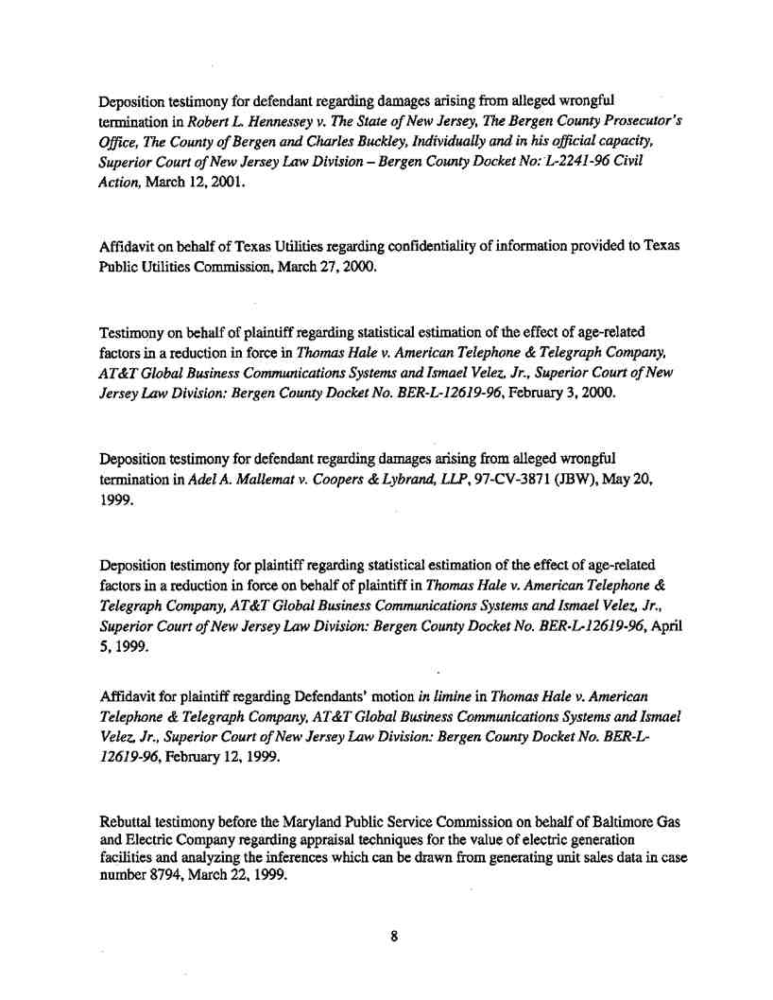 Deposition testimony for defendant regarding damages arising from alleged wrongful
termination in Robert L. Hennessey v. The State of New Jersey, The Bergen County Prosecutor's
Office, The County of Bergen and Charles Buckley, Individually and in his official capacity,
Superior Court of New Jersey Law Division – Bergen County Docket No: L-2241-96 Civil
Action, March 12, 2001.
Affidavit on behalf of Texas Utilities regarding confidentiality of information provided to Texas
Public Utilities Commission, March 27, 2000.
Testimony on behalf of plaintiff regarding statistical estimation of the effect of age-related
factors in a reduction in force in Thomas Hale v. American Telephone & Telegraph Company,
AT&T Global Business Communications Systems and Ismael Velez, Jr., Superior Court of New
Jersey Law Division: Bergen County Docket No. BER-L-12619-96, February 3, 2000.
Deposition testimony for defendant regarding damages arising from alleged wrongful
termination in Adel A. Mallemat v. Coopers & Lybrand, LLP, 97-CV-3871 (JBW), May 20,
1999.
Deposition testimony for plaintiff regarding statistical estimation of the effect of age-related
factors in a reduction in force on behalf of plaintiff in Thomas Hale v. American Telephone &
Telegraph Company, AT&T Global Business Communications Systems and Ismael Velez, Jr.,
Superior Court of New Jersey Law Division: Bergen County Docket No. BER-L-12619-96, April
5, 1999.
Affidavit for plaintiff regarding Defendants' motion in limine in Thomas Hale v. American
Telephone & Telegraph Company, AT&T Global Business Communications Systems and Ismael
Velez, Jr., Superior Court of New Jersey Law Division: Bergen County Docket No. BER-L-
12619-96, February 12, 1999.
Rebuttal testimony before the Maryland Public Service Commission on behalf of Baltimore Gas
and Electric Company regarding appraisal techniques for the value of electric generation
facilities and analyzing the inferences which can be drawn from generating unit sales data in case
number 8794, March 22, 1999.
8